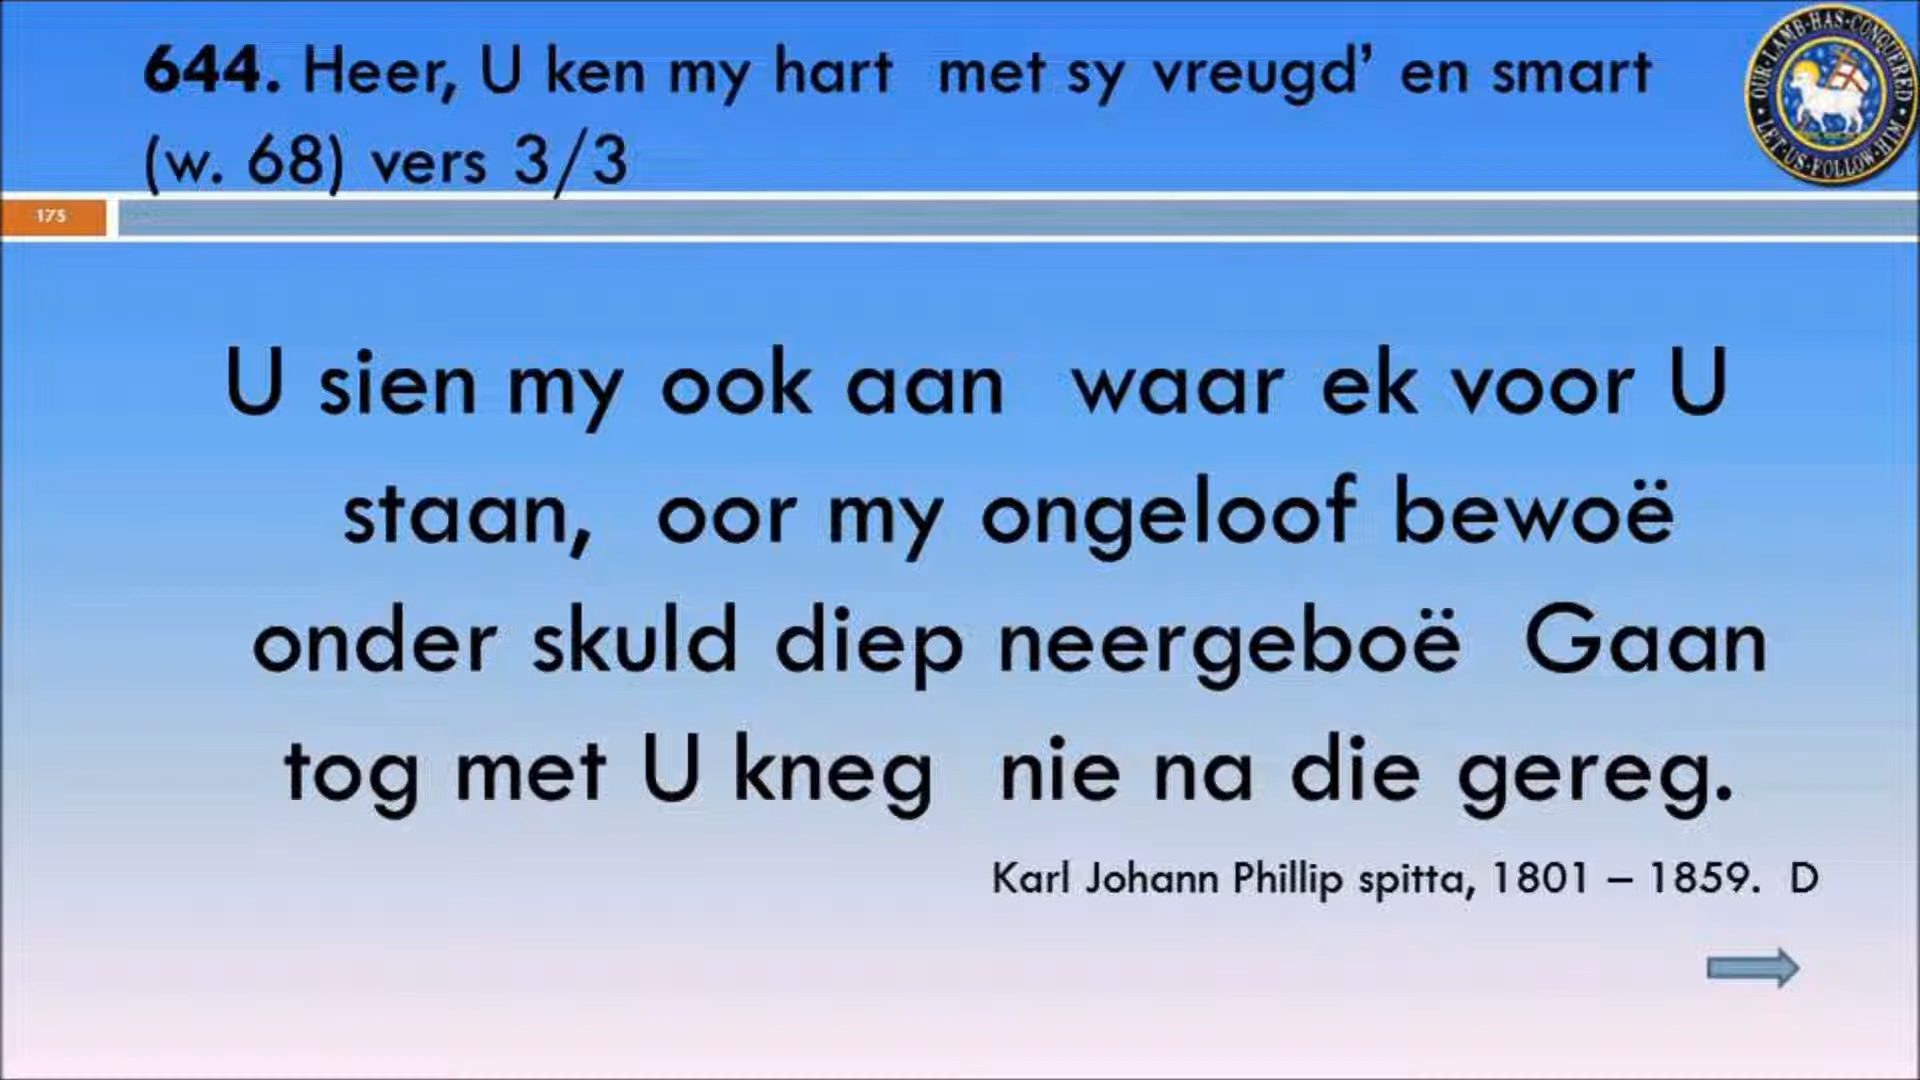 644. Heer, U ken my hart  met sy vreugd’ en smart
(w. 68) vers 3/3
OUR·LAMB·HAS·CONQUERED·
LET·US·FOLLOW·HIM·
175
U sien my ook aan  waar ek voor U
staan,  oor my ongeloof bewoë
onder skuld diep neergeboë  Gaan
tog met U kneg  nie na die gereg.
Karl Johann Phillip spitta, 1801 – 1859.  D